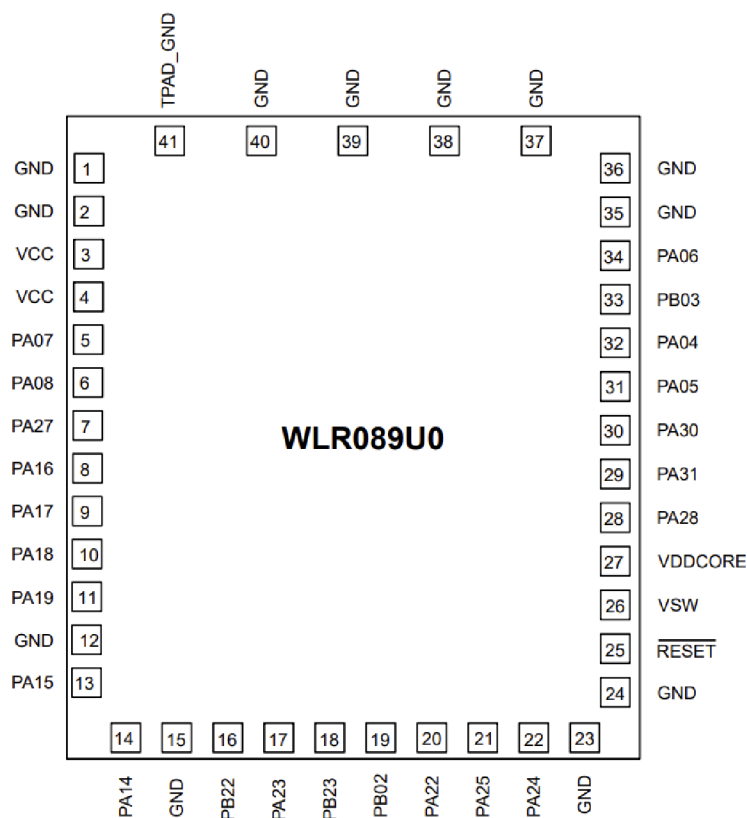 TPAD_GND GND GND GND GND
41 40 39 38 37
GND 1 36 GND
GND 2 35 GND
VCC 3 34 PA06
VCC 4 33 PB03
PA07 5 32 PA04
PA08 6 31 PA05
PA27 7 30 PA30
WLR089U0
PA16 8 29 PA31
PA17 9 28 PA28
PA18 10 27 VDDCORE
PA19 11 26 VSW
GND 12 25 RESET
PA15 13 24 GND
14 15 16 17 18 19 20 21 22 23
PA14 GND PB22 PA23 PB23 PB02 PA22 PA25 PA24 GND